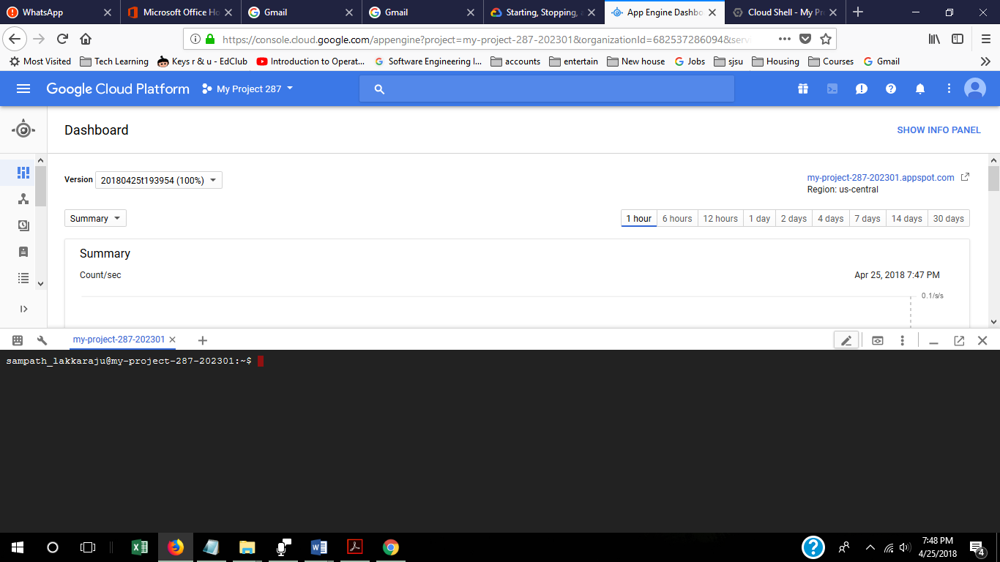 WhatsApp
Microsoft Office Ho
Gmail
Gmail
Starting, Stopping, a
App Engine Dashbo
Cloud Shell - My Pr
https://console.cloud.google.com/appengine?project=my-project-287-202301&organizationId=682537286094&serv
Most Visited
Tech Learning
Keys r & u - EdClub
Introduction to Operat...
Software Engineering I...
accounts
entertain
New house
Jobs
sjsu
Housing
Courses
Gmail
Google Cloud Platform
My Project 287
Dashboard
SHOW INFO PANEL
Version
20180425t193954 (100%)
my-project-287-202301.appspot.com
Region: us-central
Summary
1 hour
6 hours
12 hours
1 day
2 days
4 days
7 days
14 days
30 days
Summary
Count/sec
Apr 25, 2018 7:47 PM
0.1/s/s
my-project-287-202301
sampath_lakkaraju@my-project-287-202301:~$
7:48 PM
4/25/2018
4